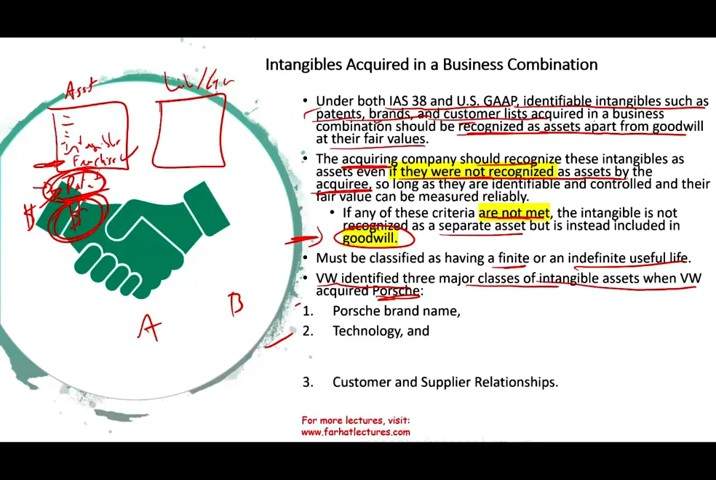 Intangibles Acquired in a Business Combination
• Under both IAS 38 and U.S. GAAP, identifiable intangibles such as
patents, brands, and customer lists acquired in a business
combination should be recognized as assets apart from goodwill
at their fair values.
• The acquiring company should recognize these intangibles as
assets even if they were not recognized as assets by the
acquiree, so long as they are identifiable and controlled and their
fair value can be measured reliably.
• If any of these criteria are not met, the intangible is not
recognized as a separate asset but is instead included in
goodwill.
• Must be classified as having a finite or an indefinite useful life.
• VW identified three major classes of intangible assets when VW
acquired Porsche:
1. Porsche brand name,
2. Technology, and
3. Customer and Supplier Relationships.
For more lectures, visit:
www.farhatlectures.com
Asst
Intangible
Franchise
A
B